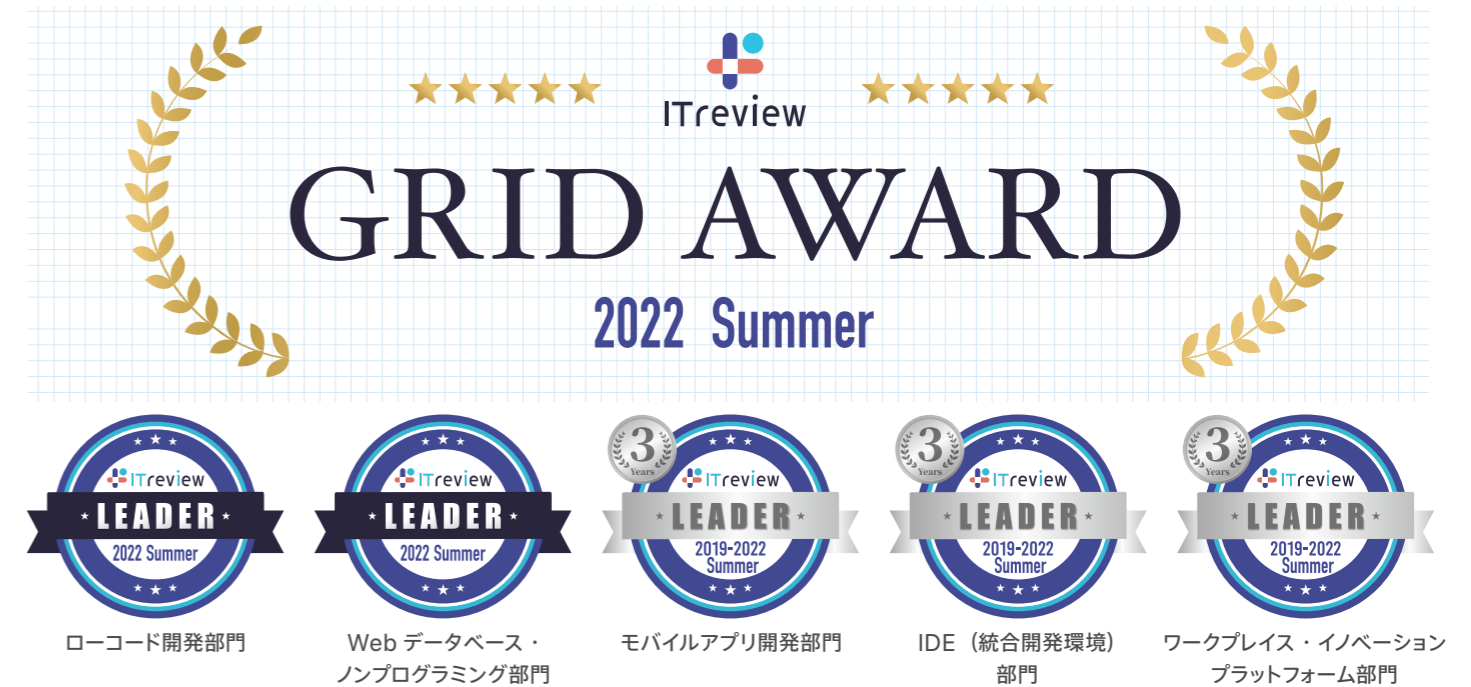 ITreview
GRID AWARD
2022 Summer
ITreview
LEADER
2022 Summer
ローコード開発部門
ITreview
LEADER
2022 Summer
Web データベース・
ノンプログラミング部門
3
Years
ITreview
LEADER
2019-2022
Summer
モバイルアプリ開発部門
3
Years
ITreview
LEADER
2019-2022
Summer
IDE（統合開発環境）
部門
3
Years
ITreview
LEADER
2019-2022
Summer
ワークプレイス・イノベーション
プラットフォーム部門